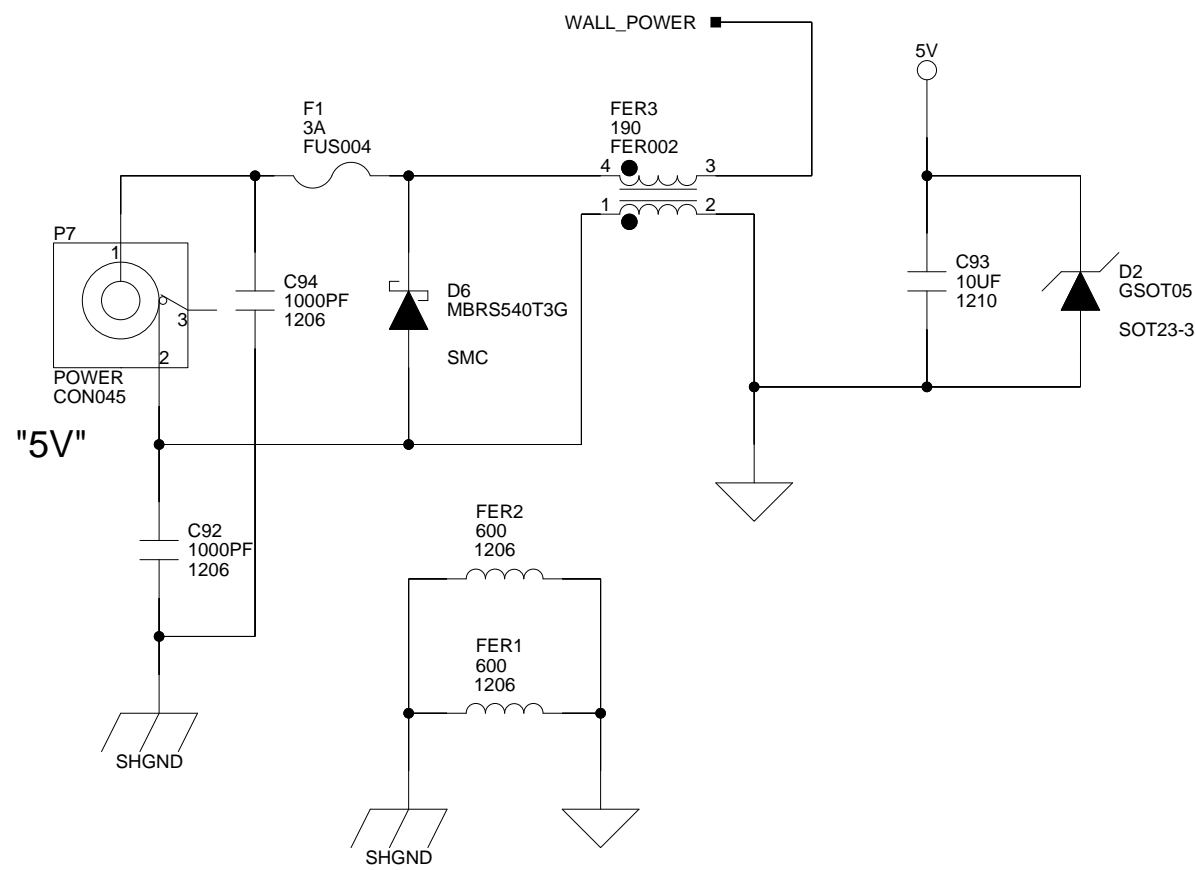 WALL_POWER
5V
F1
3A
FUS004
FER3
190
FER002
4
3
1
2
P7
1
3
2
POWER
CON045
"5V"
C94
1000PF
1206
D6
MBRS540T3G
SMC
C93
10UF
1210
D2
GSOT05
SOT23-3
C92
1000PF
1206
SHGND
FER2
600
1206
FER1
600
1206
SHGND